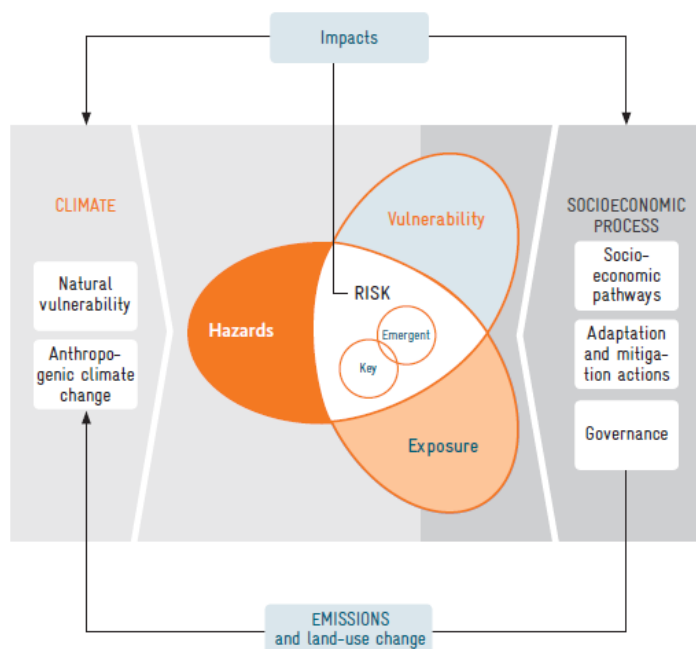 Impacts
CLIMATE
Natural
vulnerability
Anthropo-
genic climate
change
Hazards
Vulnerability
RISK
Emergent
Key
Exposure
SOCIOECONOMIC
PROCESS
Socio-
economic
pathways
Adaptation
and mitiga-
tion actions
Governance
EMISSIONS
and land-use change